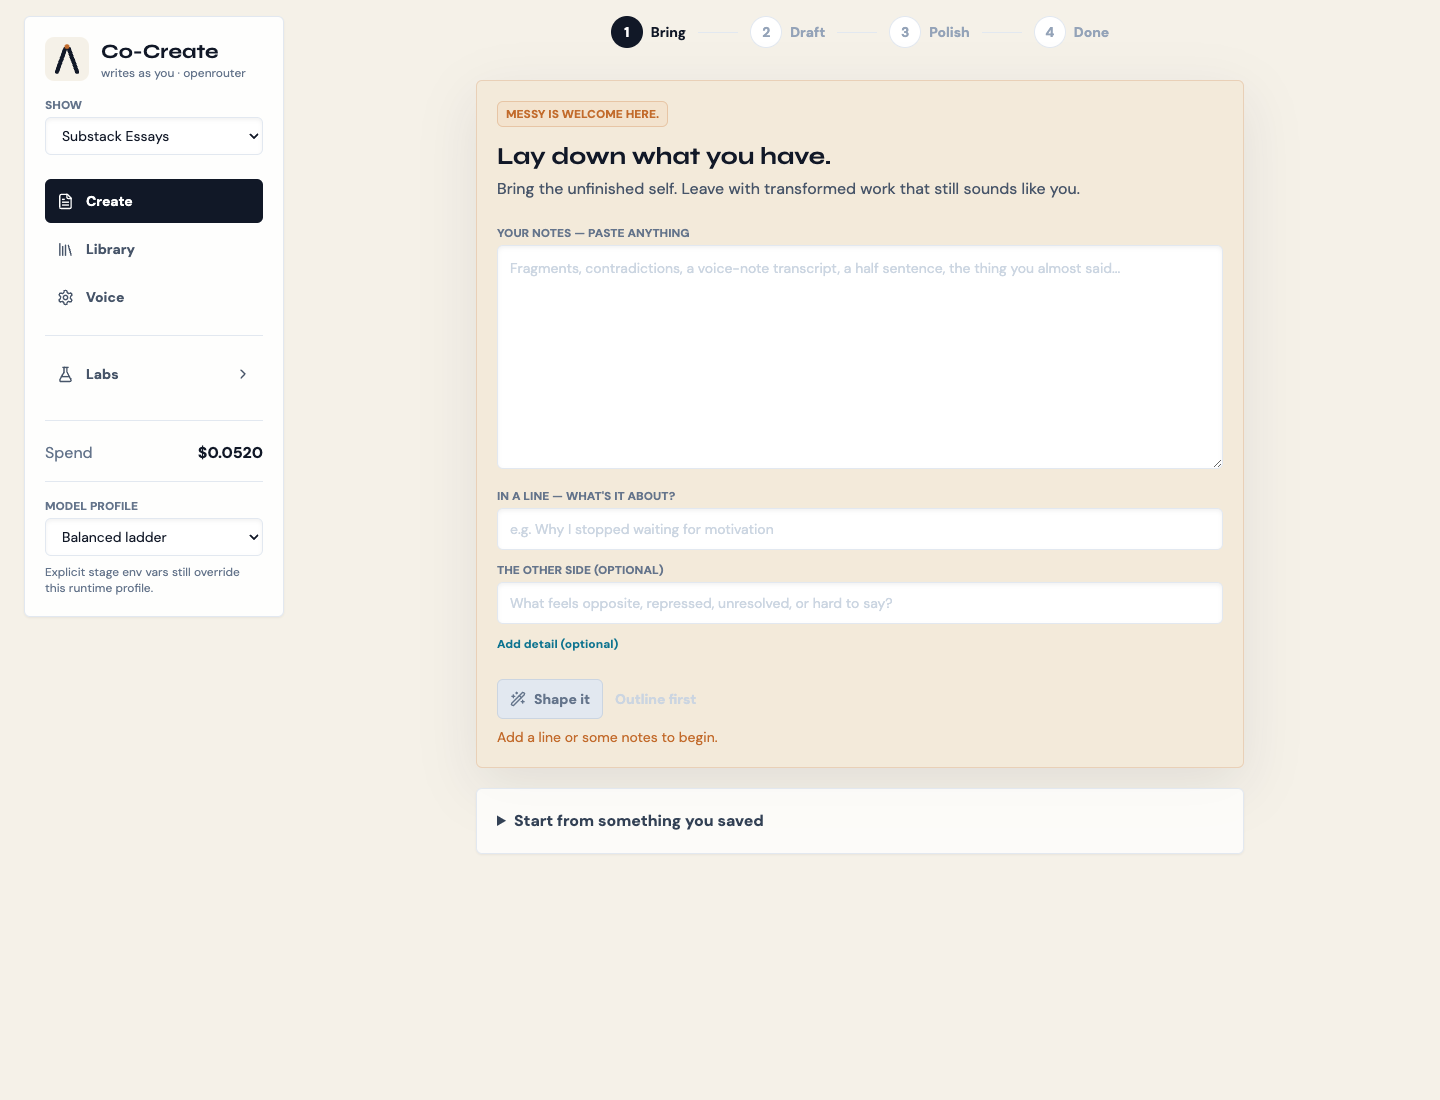 Co-Create
writes as you · openrouter
SHOW
Substack Essays
Create
Library
Voice
Labs
Spend $0.0520
MODEL PROFILE
Balanced ladder
Explicit stage env vars still override
this runtime profile.
1 Bring 2 Draft 3 Polish 4 Done
MESSY IS WELCOME HERE.
Lay down what you have.
Bring the unfinished self. Leave with transformed work that still sounds like you.
YOUR NOTES — PASTE ANYTHING
Fragments, contradictions, a voice-note transcript, a half sentence, the thing you almost said...
IN A LINE — WHAT'S IT ABOUT?
e.g. Why I stopped waiting for motivation
THE OTHER SIDE (OPTIONAL)
What feels opposite, repressed, unresolved, or hard to say?
Add detail (optional)
Shape it Outline first
Add a line or some notes to begin.
Start from something you saved